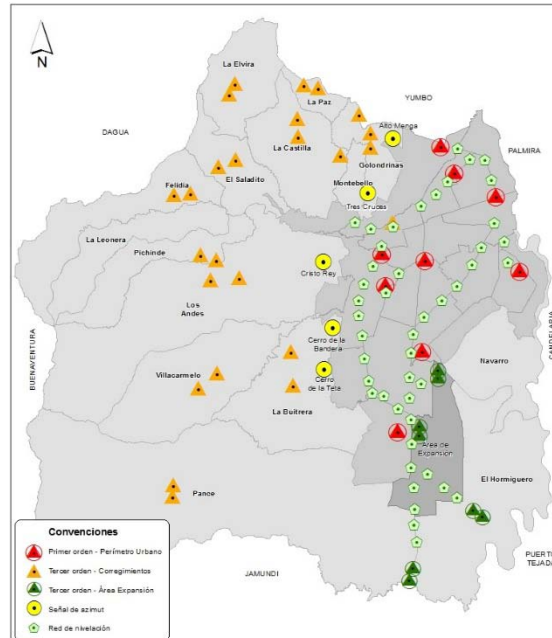 N
La Elvira
La Paz
YUMBO
Alto Menga
DAGUA
La Castilla
PALMIRA
Golondrinas
El Saladito
Montebello
Felidia
Tres Cruces
La Leonera
Pichinde
Cristo Rey
Los
Andes
BUENAVENTURA
CANDELARIA
Cerro de la
Bandera
Navarro
Villacarmelo
Cerro
de la Teta
La Buitrera
Area de
Expansión
El Hormiguero
Pance
PUERTO
TEJADA
JAMUNDI
Convenciones
Primer orden - Perímetro Urbano
Tercer orden - Corregimientos
Tercer orden - Área Expansión
Señal de azimut
Red de nivelación